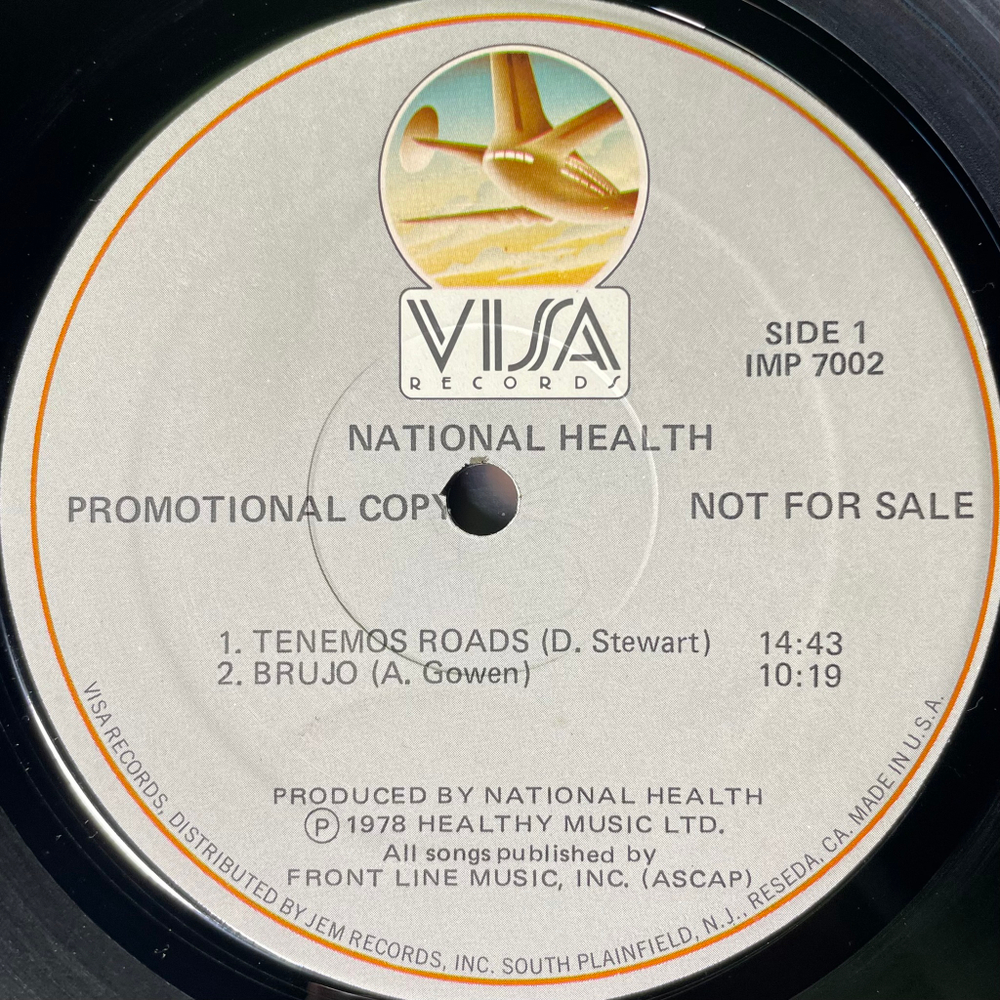 VISA
RECORDS
SIDE 1
IMP 7002
NATIONAL HEALTH
PROMOTIONAL COPY NOT FOR SALE
1. TENEMOS ROADS (D. Stewart) 14:43
2. BRUJO (A. Gowen) 10:19
PRODUCED BY NATIONAL HEALTH
Ⓟ 1978 HEALTHY MUSIC LTD.
All songs published by
FRONT LINE MUSIC, INC. (ASCAP)
VISA RECORDS, DISTRIBUTED BY JEM RECORDS, INC. SOUTH PLAINFIELD, N.J., RESEDA, CA. MADE IN U.S.A.